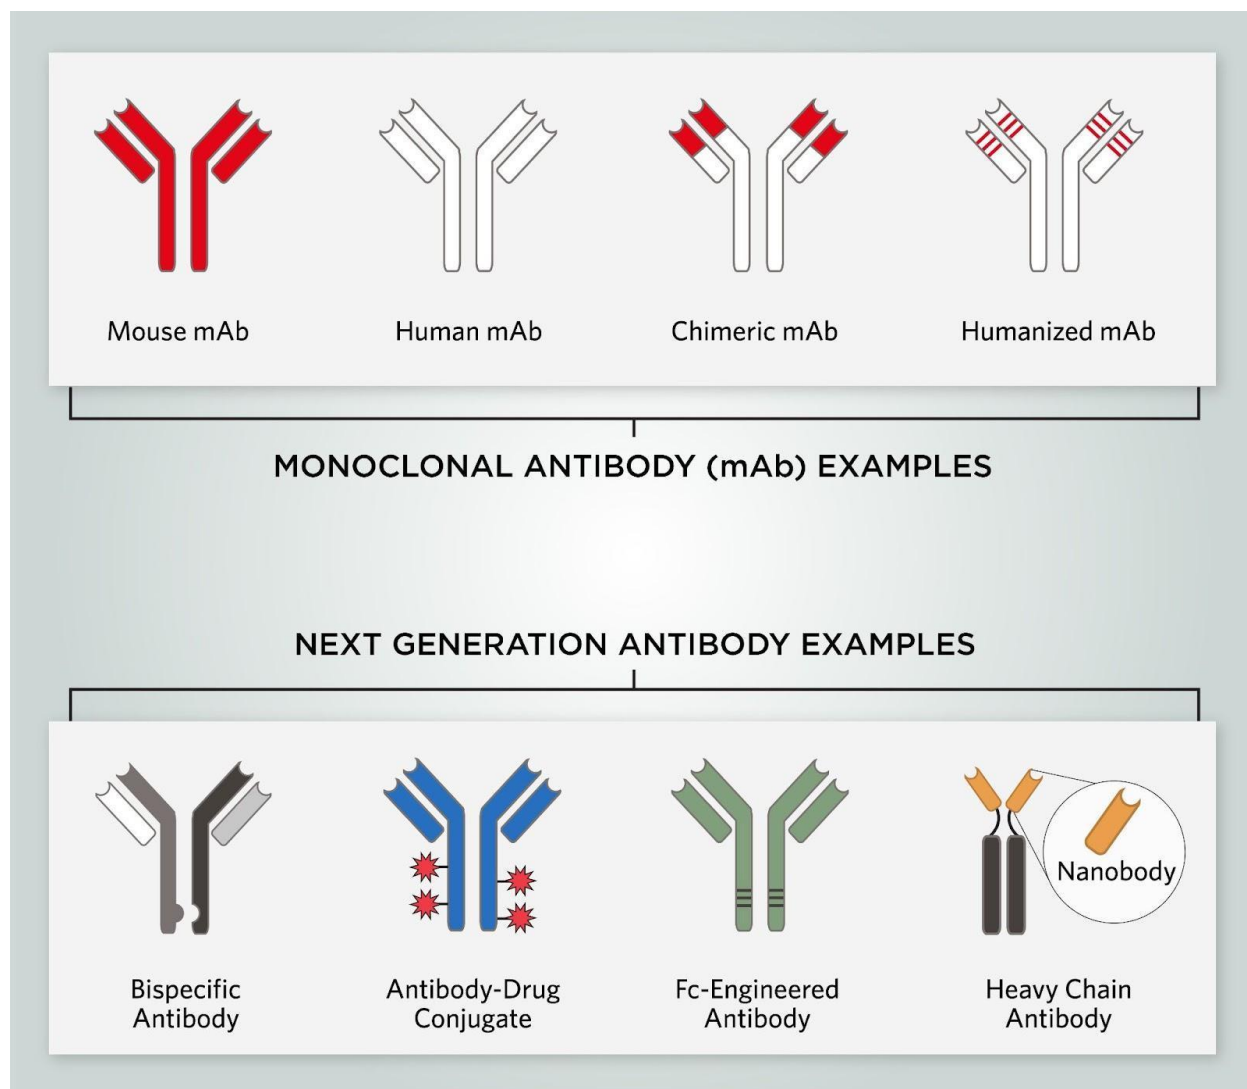 Mouse mAb
Human mAb
Chimeric mAb
Humanized mAb
MONOCLONAL ANTIBODY (mAb) EXAMPLES
NEXT GENERATION ANTIBODY EXAMPLES
Nanobody
Bispecific
Antibody
Antibody-Drug
Conjugate
Fc-Engineered
Antibody
Heavy Chain
Antibody